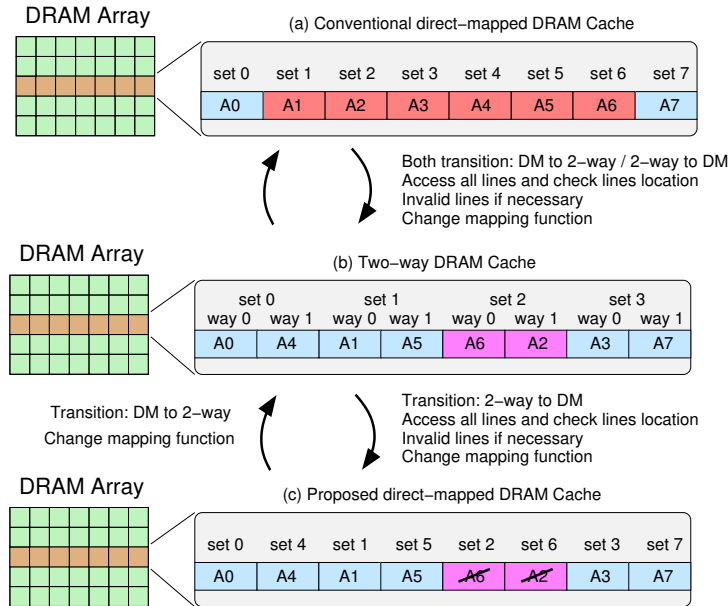 DRAM Array
(a) Conventional direct−mapped DRAM Cache
set 0 set 1 set 2 set 3 set 4 set 5 set 6 set 7
A0 A1 A2 A3 A4 A5 A6 A7
Both transition: DM to 2−way / 2−way to DM
Access all lines and check lines location
Invalid lines if necessary
Change mapping function
DRAM Array
(b) Two−way DRAM Cache
set 0 set 1 set 2 set 3
way 0 way 1 way 0 way 1 way 0 way 1 way 0 way 1
A0 A4 A1 A5 A6 A2 A3 A7
Transition: DM to 2−way
Change mapping function
Transition: 2−way to DM
Access all lines and check lines location
Invalid lines if necessary
Change mapping function
DRAM Array
(c) Proposed direct−mapped DRAM Cache
set 0 set 4 set 1 set 5 set 2 set 6 set 3 set 7
A0 A4 A1 A5 A6 A2 A3 A7